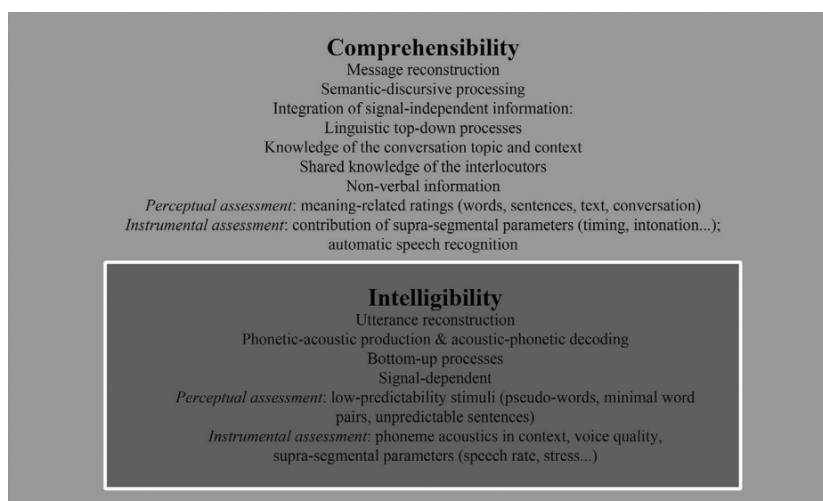 Comprehensibility
Message reconstruction
Semantic-discursive processing
Integration of signal-independent information:
Linguistic top-down processes
Knowledge of the conversation topic and context
Shared knowledge of the interlocutors
Non-verbal information
Perceptual assessment: meaning-related ratings (words, sentences, text, conversation)
Instrumental assessment: contribution of supra-segmental parameters (timing, intonation...);
automatic speech recognition
Intelligibility
Utterance reconstruction
Phonetic-acoustic production & acoustic-phonetic decoding
Bottom-up processes
Signal-dependent
Perceptual assessment: low-predictability stimuli (pseudo-words, minimal word
pairs, unpredictable sentences)
Instrumental assessment: phoneme acoustics in context, voice quality,
supra-segmental parameters (speech rate, stress...)